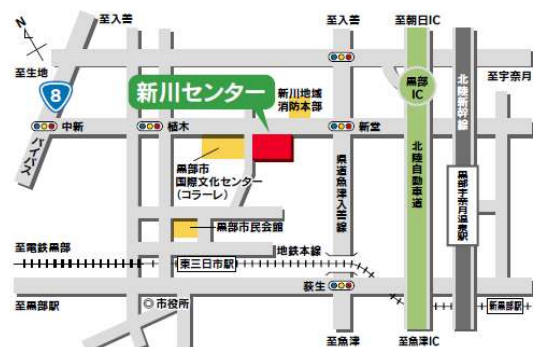 N
至入善
至入善
至朝日IC
至生地
8
新川センター
新川地域
消防本部
黒部
IC
北陸新幹線
至宇奈月
中新
植木
新堂
バイパス
黒部市
国際文化センター
(コラーレ)
県道魚津入善線
北陸自動車道
黒部宇奈月温泉駅
黒部市民会館
至電鉄黒部
地鉄本線
東三日市駅
荻生
新黒部駅
至黒部駅
◎市役所
至魚津
至魚津IC